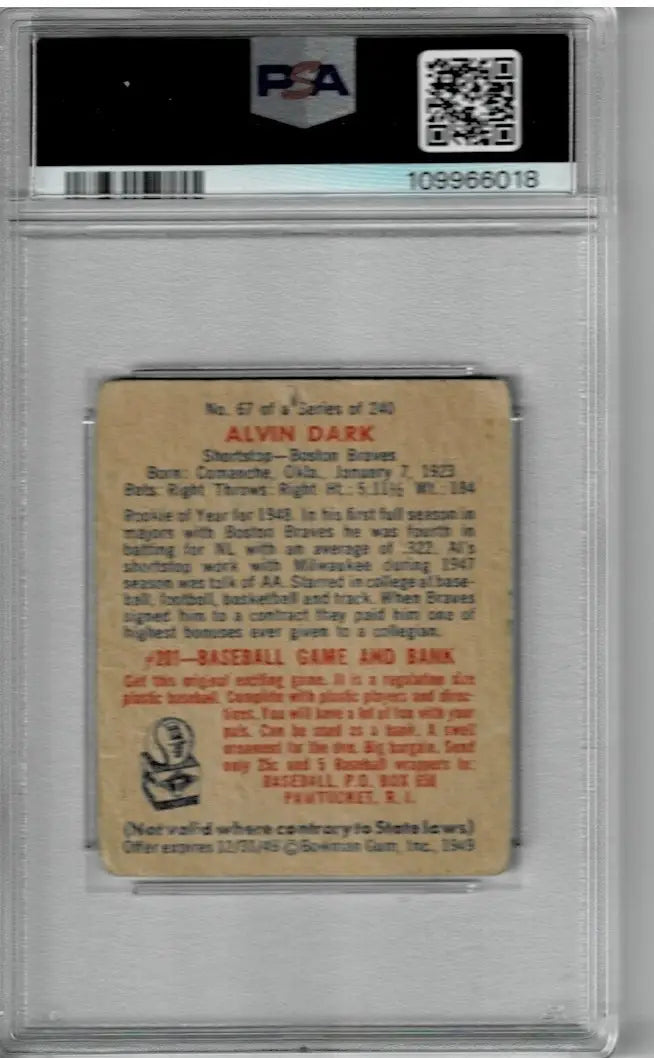 PSA
109966018
No. 67 of a Series of 240
ALVIN DARK
Shortstop—Boston Braves
Born: Comanche, Okla., January 7, 1923
Bats: Right Throws: Right Ht.: 5.11½ Wt.: 184
Rookie of Year for 1948. In his first full season in
majors with Boston Braves he was fourth in
batting for NL with an average of .322. Al's
shortstop work with Milwaukee during 1947
season was talk of AA. Starred in college at base-
ball, football, basketball and track. When Braves
signed him to a contract they paid him one of
highest bonuses ever given to a collegian.
#201—BASEBALL GAME AND BANK
Get this original exciting game. It is a regulation size
plastic baseball. Complete with plastic players and direc-
tions. You will have a lot of fun with your
pals. Can be used as a bank. A swell
ornament for the den. Big bargain. Send
only 25c and 5 Baseball wrappers to:
BASEBALL, P.O. BOX 650
PAWTUCKET, R. I.
(Not valid where contrary to State laws)
Offer expires 12/31/49 ©Bowman Gum, Inc., 1949